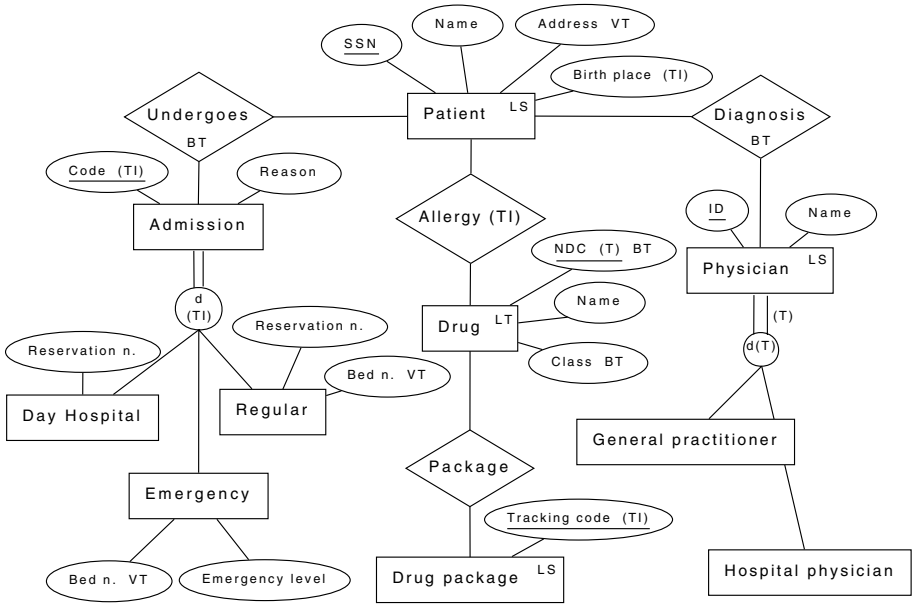 Name
Address VT
SSN
Birth place (TI)
Patient LS
Undergoes
BT
Diagnosis
BT
Code (TI)
Reason
Admission
Allergy (TI)
ID
Name
Physician LS
NDC (T) BT
Name
Drug LT
Class BT
d
(TI)
(T)
d(T)
Reservation n.
Reservation n.
Bed n. VT
Day Hospital
Regular
General practitioner
Package
Emergency
Tracking code (TI)
Bed n. VT
Emergency level
Drug package LS
Hospital physician